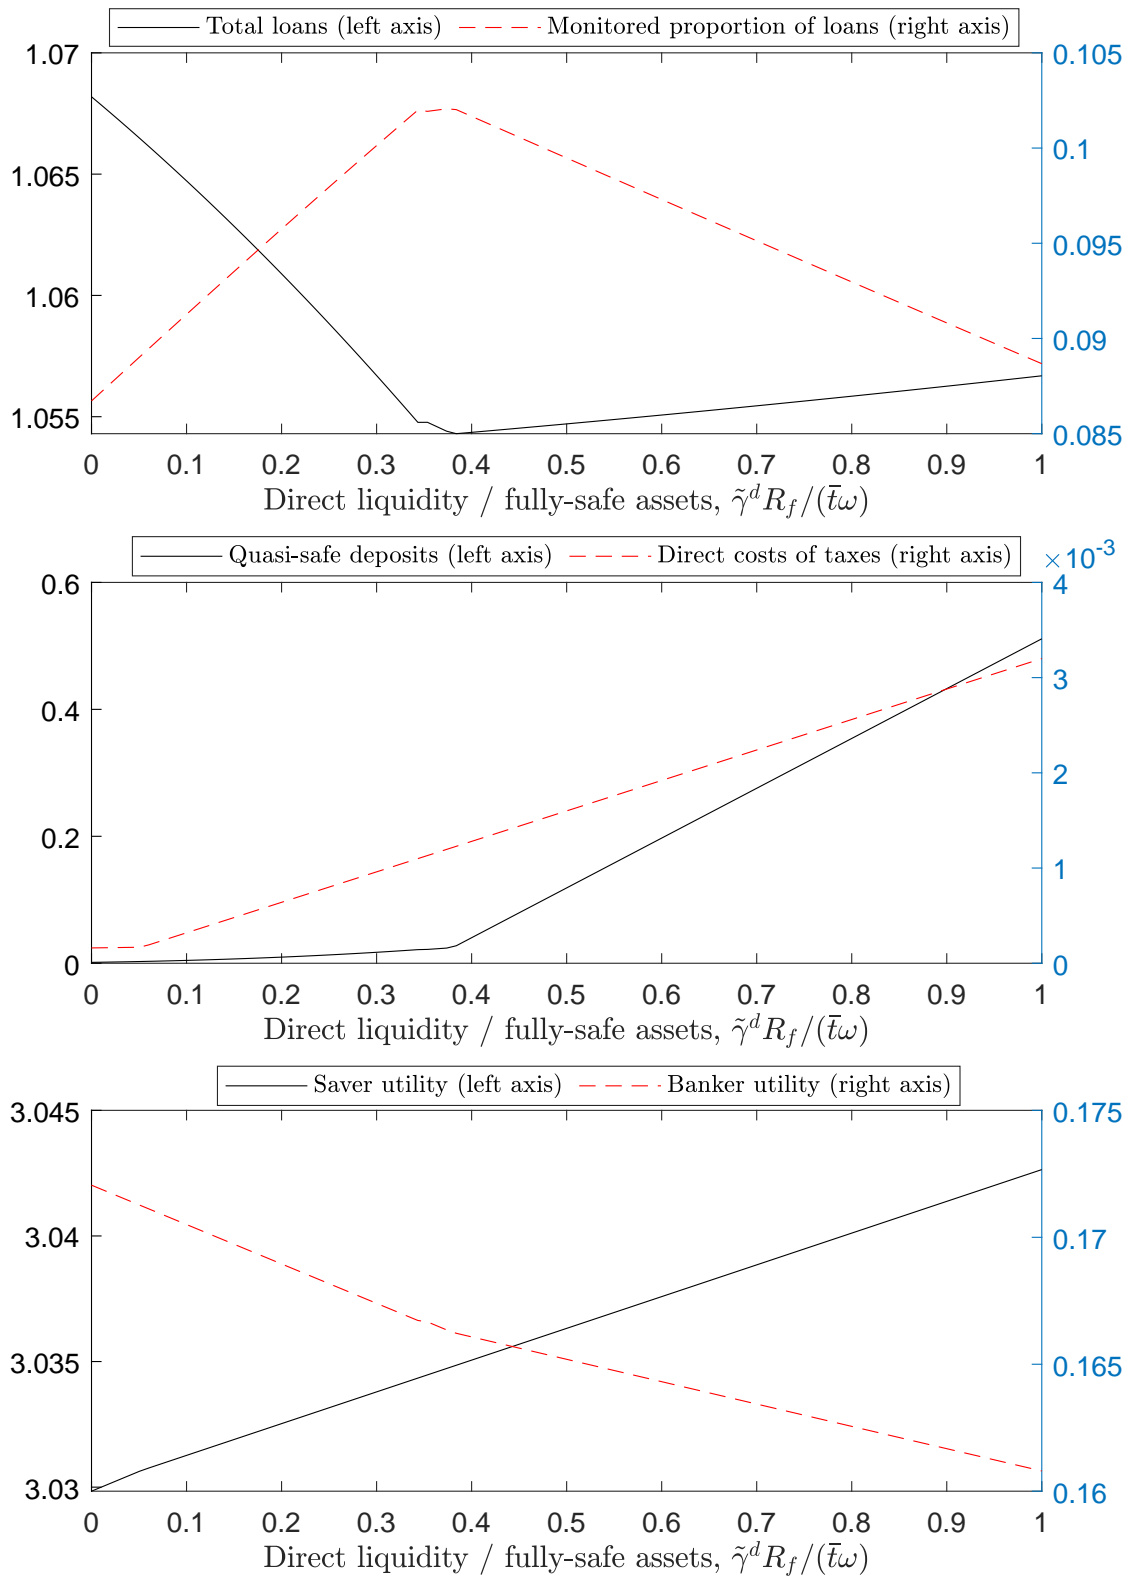 Total loans (left axis) Monitored proportion of loans (right axis)
1.07 0.105
1.065 0.1
1.06 0.095
0.09
1.055 0.085
0 0.1 0.2 0.3 0.4 0.5 0.6 0.7 0.8 0.9 1
Direct liquidity / fully-safe assets, γ̃^d R_f/(t̄ω)
Quasi-safe deposits (left axis) Direct costs of taxes (right axis)
×10^-3
0.6 4
3
0.4
2
0.2
1
0 0
0 0.1 0.2 0.3 0.4 0.5 0.6 0.7 0.8 0.9 1
Direct liquidity / fully-safe assets, γ̃^d R_f/(t̄ω)
Saver utility (left axis) Banker utility (right axis)
3.045 0.175
3.04 0.17
3.035 0.165
3.03 0.16
0 0.1 0.2 0.3 0.4 0.5 0.6 0.7 0.8 0.9 1
Direct liquidity / fully-safe assets, γ̃^d R_f/(t̄ω)